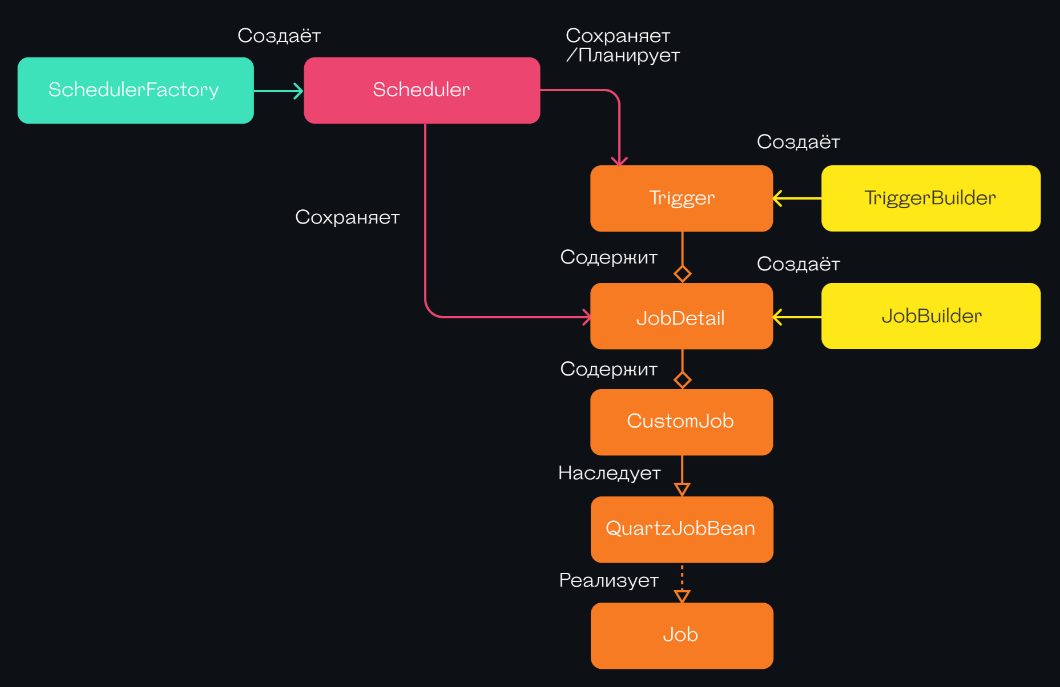 Создаёт
Сохраняет
/Планирует
SchedulerFactory
Scheduler
Создаёт
Trigger
TriggerBuilder
Сохраняет
Содержит
Создаёт
JobDetail
JobBuilder
Содержит
CustomJob
Наследует
QuartzJobBean
Реализует
Job